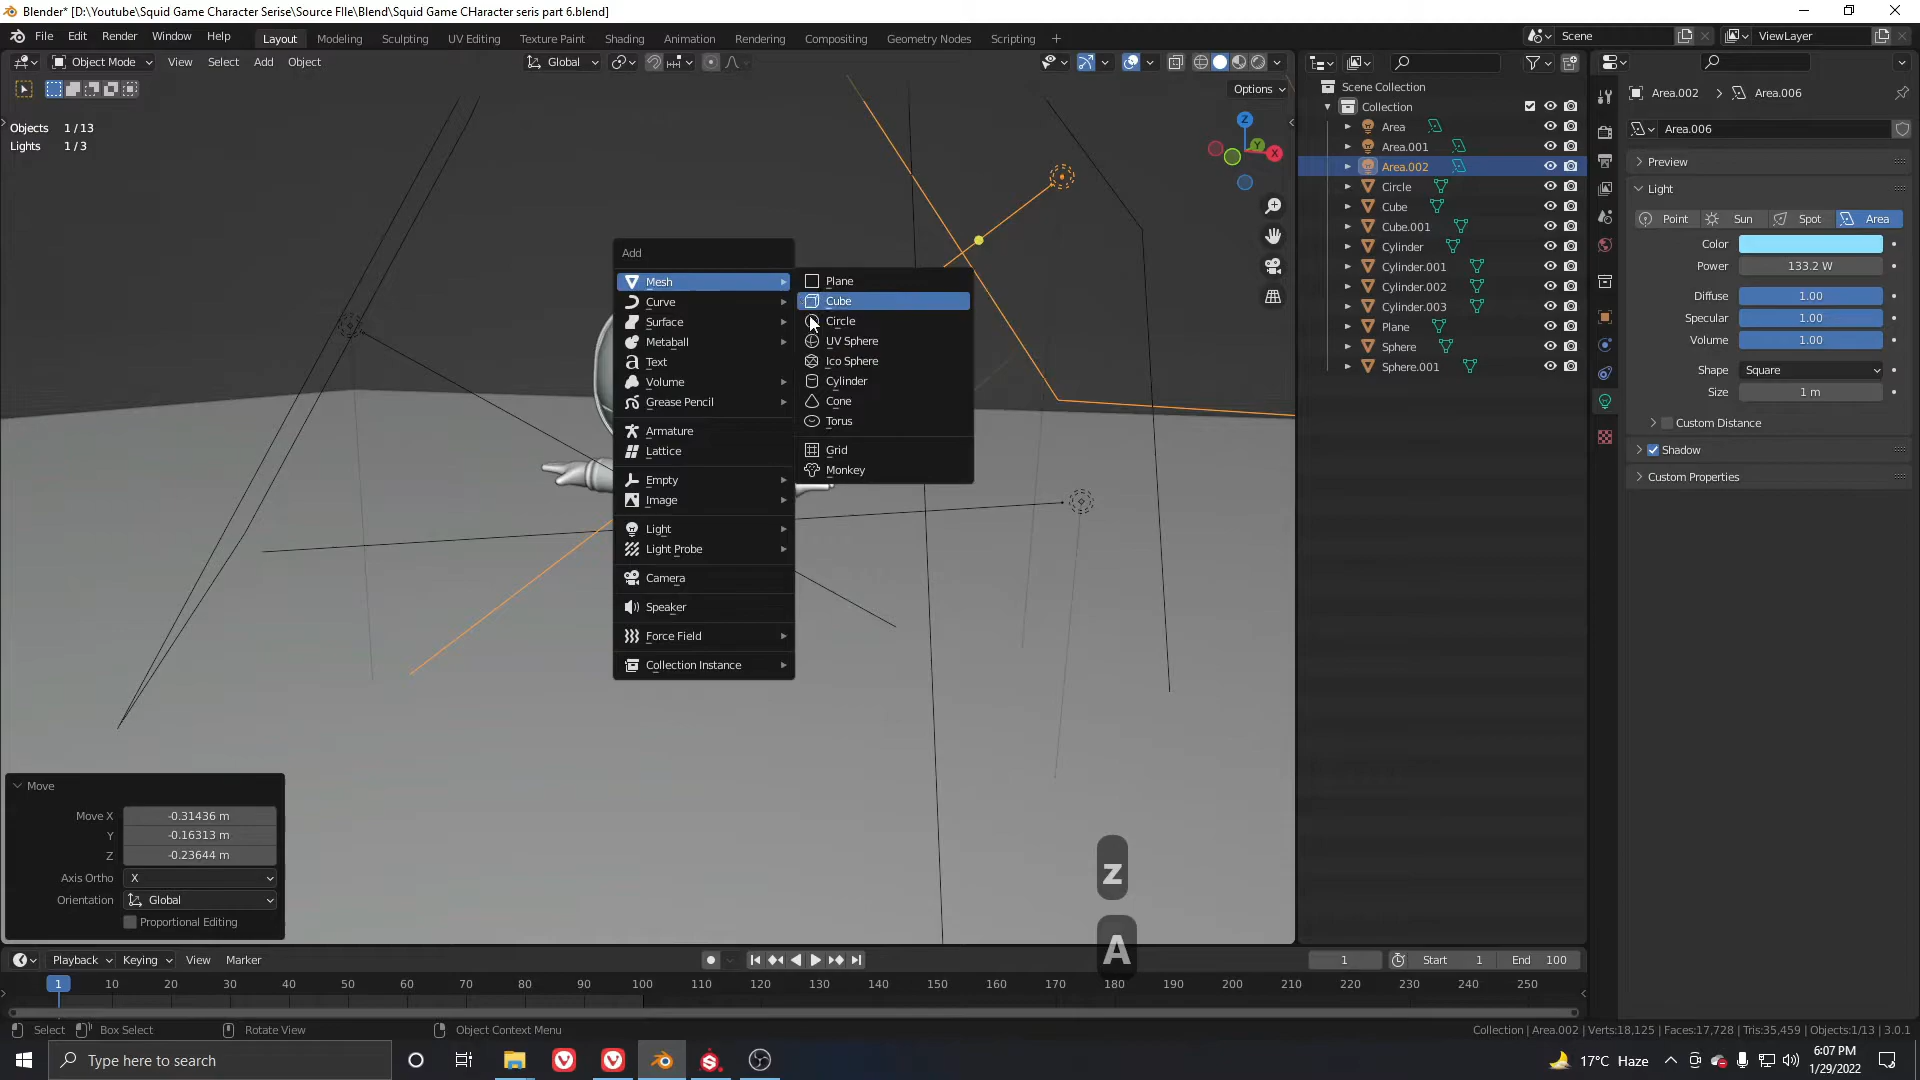 Blender* [D:\Youtube\Squid Game Character Serise\Source FIle\Blend\Squid Game CHaracter seris part 6.blend]
File Edit Render Window Help Layout Modeling Sculpting UV Editing Texture Paint Shading Animation Rendering Compositing Geometry Nodes Scripting + Scene ViewLayer
Object Mode View Select Add Object Global
Options
Objects 1 / 13
Lights 1 / 3
Z
Y
X
Add
Mesh
Curve
Surface
Metaball
Text
Volume
Grease Pencil
Armature
Lattice
Empty
Image
Light
Light Probe
Camera
Speaker
Force Field
Collection Instance
Plane
Cube
Circle
UV Sphere
Ico Sphere
Cylinder
Cone
Torus
Grid
Monkey
Scene Collection
Collection
Area
Area.001
Area.002
Circle
Cube
Cube.001
Cylinder
Cylinder.001
Cylinder.002
Cylinder.003
Plane
Sphere
Sphere.001
Area.002 > Area.006
Area.006
Preview
Light
Point Sun Spot Area
Color
Power 133.2 W
Diffuse 1.00
Specular 1.00
Volume 1.00
Shape Square
Size 1 m
Custom Distance
Shadow
Custom Properties
Move
Move X -0.31436 m
Y -0.16313 m
Z -0.23644 m
Axis Ortho X
Orientation Global
Proportional Editing
z
A
Playback Keying View Marker 1 Start 1 End 100
1 10 20 30 40 50 60 70 80 90 100 110 120 130 140 150 160 170 180 190 200 210 220 230 240 250
Select Box Select Rotate View Object Context Menu Collection | Area.002 | Verts:18,125 | Faces:17,728 | Tris:35,459 | Objects:1/13 | 3.0.1
Type here to search 17°C Haze 6:07 PM
1/29/2022